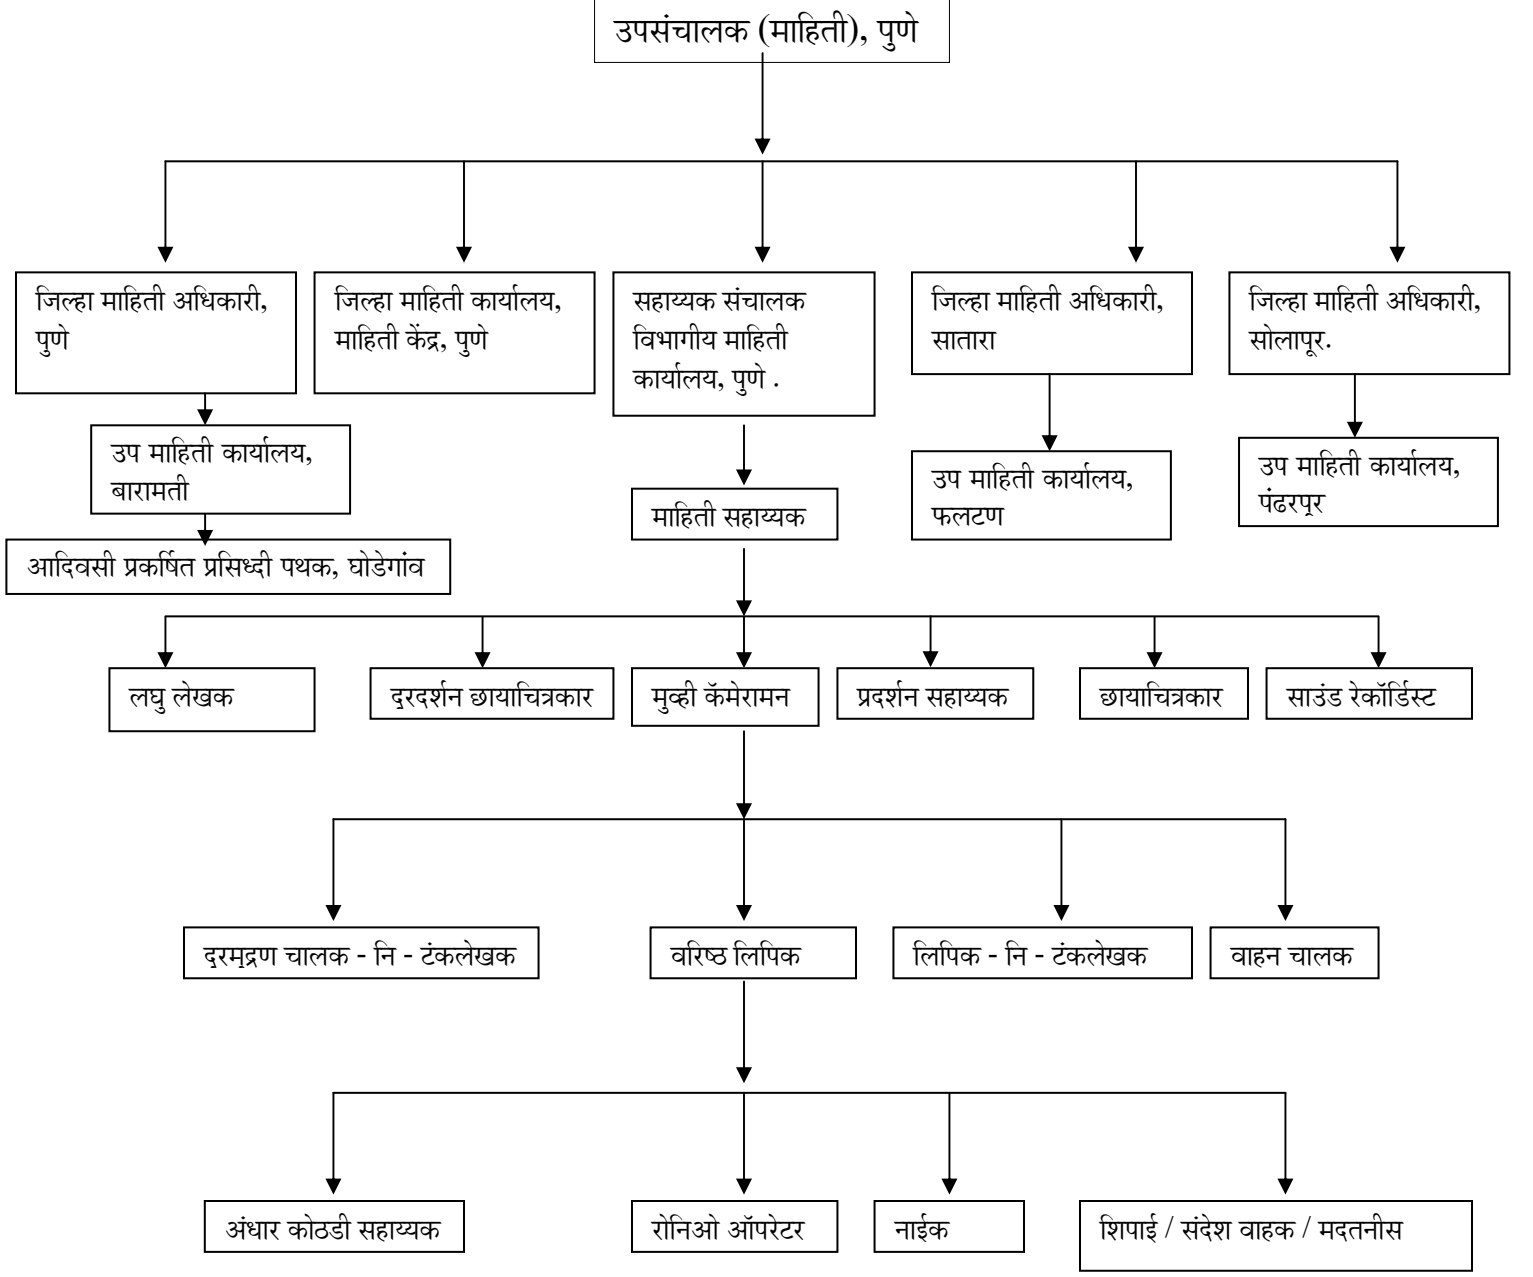 उपसंचालक (माहिती), पुणे
जिल्हा माहिती अधिकारी,
पुणे
जिल्हा माहिती कार्यालय,
माहिती केंद्र, पुणे
सहाय्यक संचालक
विभागीय माहिती
कार्यालय, पुणे .
जिल्हा माहिती अधिकारी,
सातारा
जिल्हा माहिती अधिकारी,
सोलापूर.
उप माहिती कार्यालय,
बारामती
माहिती सहाय्यक
उप माहिती कार्यालय,
फलटण
उप माहिती कार्यालय,
पंढरपूर
आदिवसी प्रकर्षित प्रसिध्दी पथक, घोडेगांव
लघु लेखक
दूरदर्शन छायाचित्रकार
मुव्ही कॅमेरामन
प्रदर्शन सहाय्यक
छायाचित्रकार
साउंड रेकॉर्डिस्ट
दूरमुद्रण चालक - नि - टंकलेखक
वरिष्ठ लिपिक
लिपिक - नि - टंकलेखक
वाहन चालक
अंधार कोठडी सहाय्यक
रोनिओ ऑपरेटर
नाईक
शिपाई / संदेश वाहक / मदतनीस